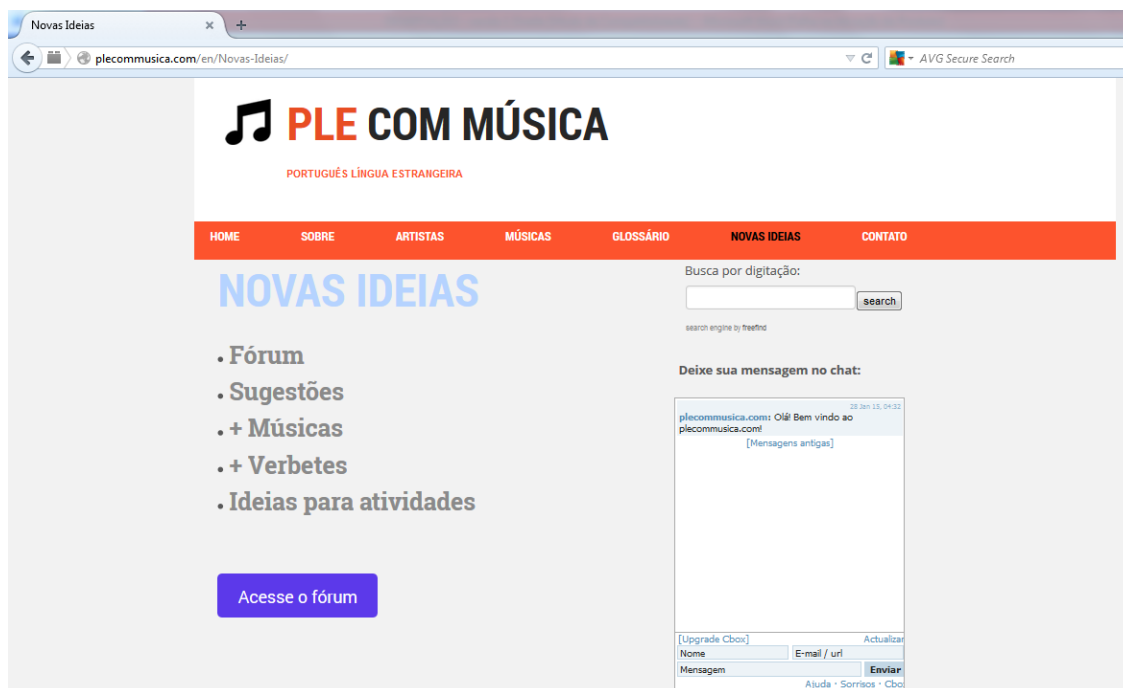 Novas Ideias
plecommusica.com/en/Novas-Ideias/
AVG Secure Search
PLE COM MÚSICA
PORTUGUÊS LÍNGUA ESTRANGEIRA
HOME SOBRE ARTISTAS MÚSICAS GLOSSÁRIO NOVAS IDEIAS CONTATO
NOVAS IDEIAS
• Fórum
• Sugestões
• + Músicas
• + Verbetes
• Ideias para atividades
Acesse o fórum
Busca por digitação:
search
search engine by freefind
Deixe sua mensagem no chat:
28 Jan 15, 04:32
plecommusica.com: Olá! Bem vindo ao
plecommusica.com!
[Mensagens antigas]
[Upgrade Cbox] Actualizar
Nome E-mail / url
Mensagem Enviar
Ajuda · Sorrisos · Cbo